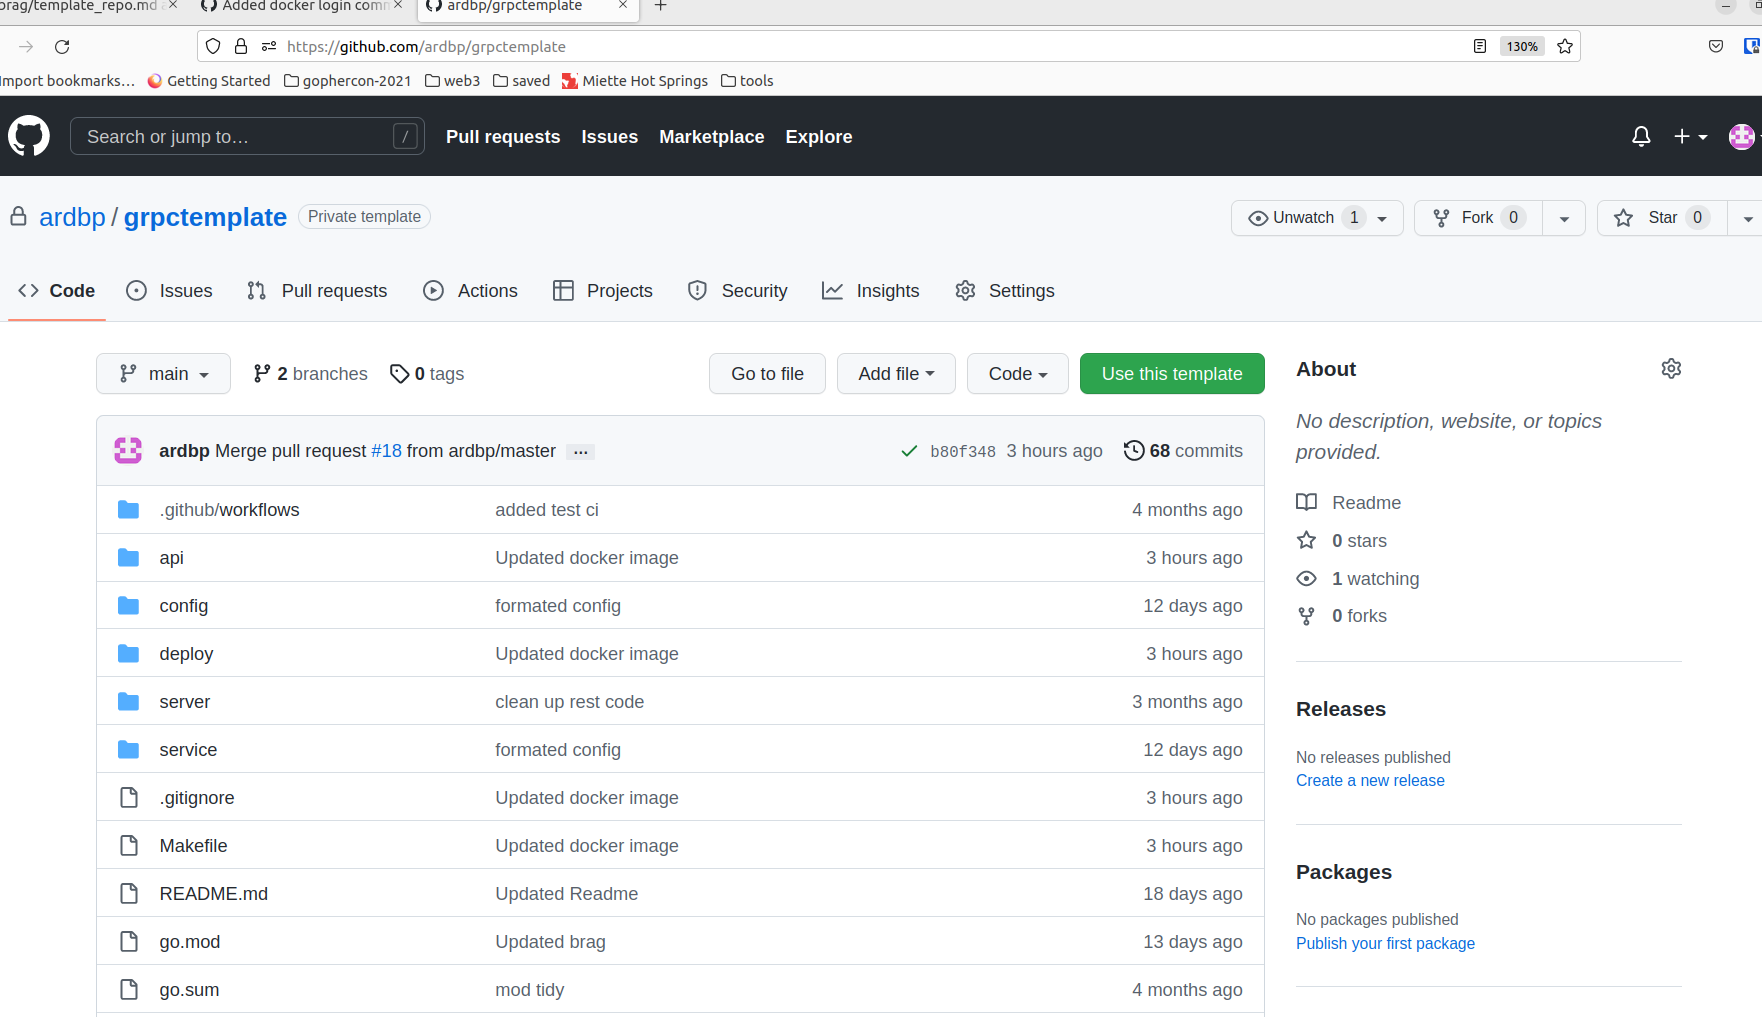 orag/template_repo.md a × Added docker login comm × ardbp/grpctemplate × +
https://github.com/ardbp/grpctemplate 130%
Import bookmarks… Getting Started gophercon-2021 web3 saved Miette Hot Springs tools
Search or jump to… / Pull requests Issues Marketplace Explore
ardbp / grpctemplate Private template Unwatch 1 Fork 0 Star 0
Code Issues Pull requests Actions Projects Security Insights Settings
main 2 branches 0 tags Go to file Add file Code Use this template
ardbp Merge pull request #18 from ardbp/master … b80f348 3 hours ago 68 commits
.github/workflows added test ci 4 months ago
api Updated docker image 3 hours ago
config formated config 12 days ago
deploy Updated docker image 3 hours ago
server clean up rest code 3 months ago
service formated config 12 days ago
.gitignore Updated docker image 3 hours ago
Makefile Updated docker image 3 hours ago
README.md Updated Readme 18 days ago
go.mod Updated brag 13 days ago
go.sum mod tidy 4 months ago
About
No description, website, or topics
provided.
Readme
0 stars
1 watching
0 forks
Releases
No releases published
Create a new release
Packages
No packages published
Publish your first package